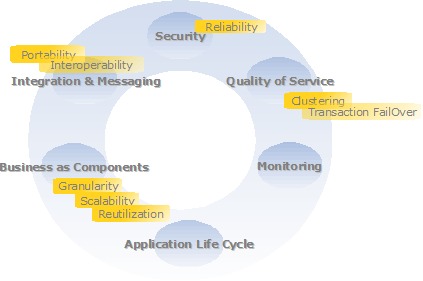 Reliability
Security
Portability
Interoperability
Integration & Messaging
Quality of Service
Clustering
Transaction FailOver
Business as Components
Monitoring
Granularity
Scalability
Reutilization
Application Life Cycle